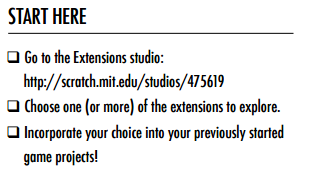 START HERE
❑ Go to the Extensions studio:
http://scratch.mit.edu/studios/475619
❑ Choose one (or more) of the extensions to explore.
❑ Incorporate your choice into your previously started
game projects!